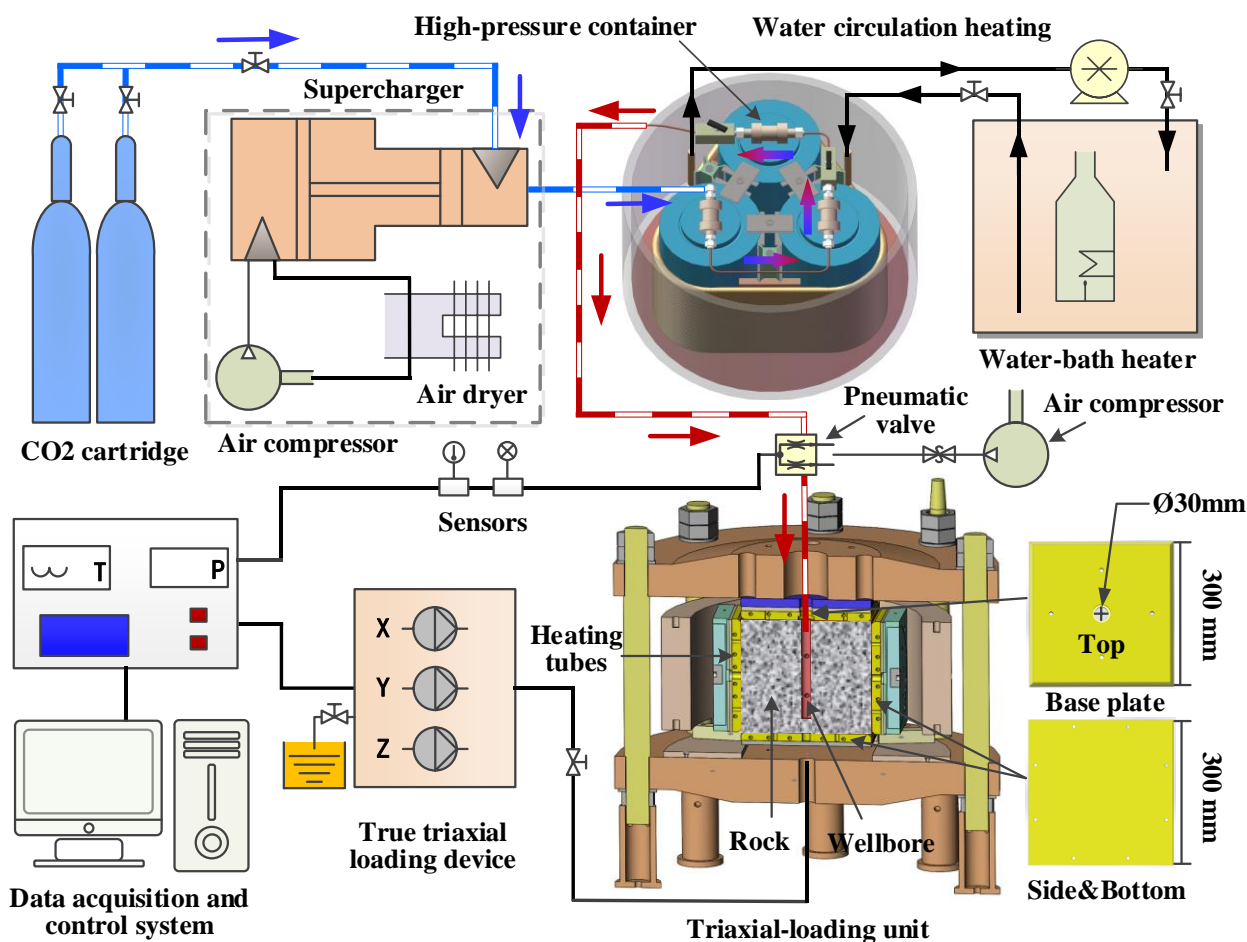 High-pressure container
Water circulation heating
Supercharger
Air dryer
Water-bath heater
CO2 cartridge
Air compressor
Pneumatic
valve
Air compressor
Sensors
Ø30mm
T
P
X
Y
Z
Heating
tubes
Top
300 mm
Base plate
300 mm
Rock
Wellbore
True triaxial
loading device
Side&Bottom
Data acquisition and
control system
Triaxial-loading unit